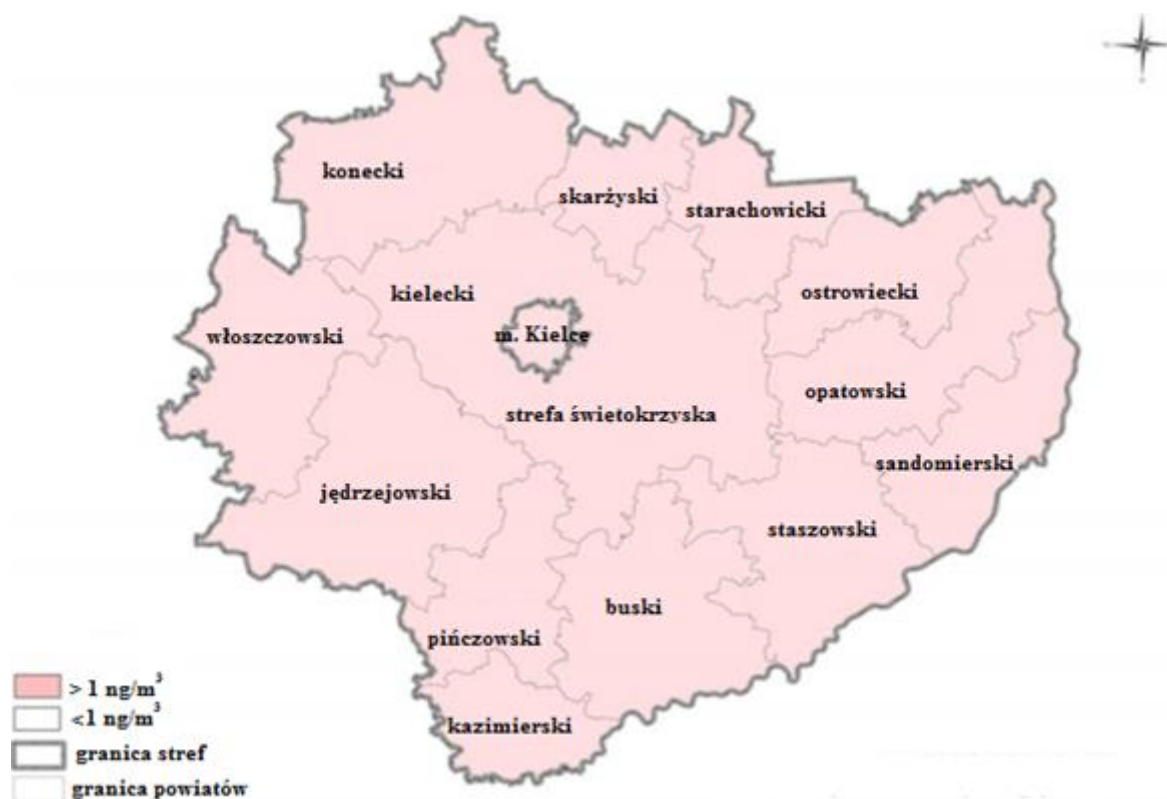 konecki
skarżyski
starachowicki
kielecki
ostrowiecki
włoszczowski
m. Kielce
opatowski
strefa świetokrzyska
sandomierski
jędrzejowski
staszowski
buski
pińczowski
kazimierski
> 1 ng/m³
<1 ng/m³
granica stref
granica powiatów